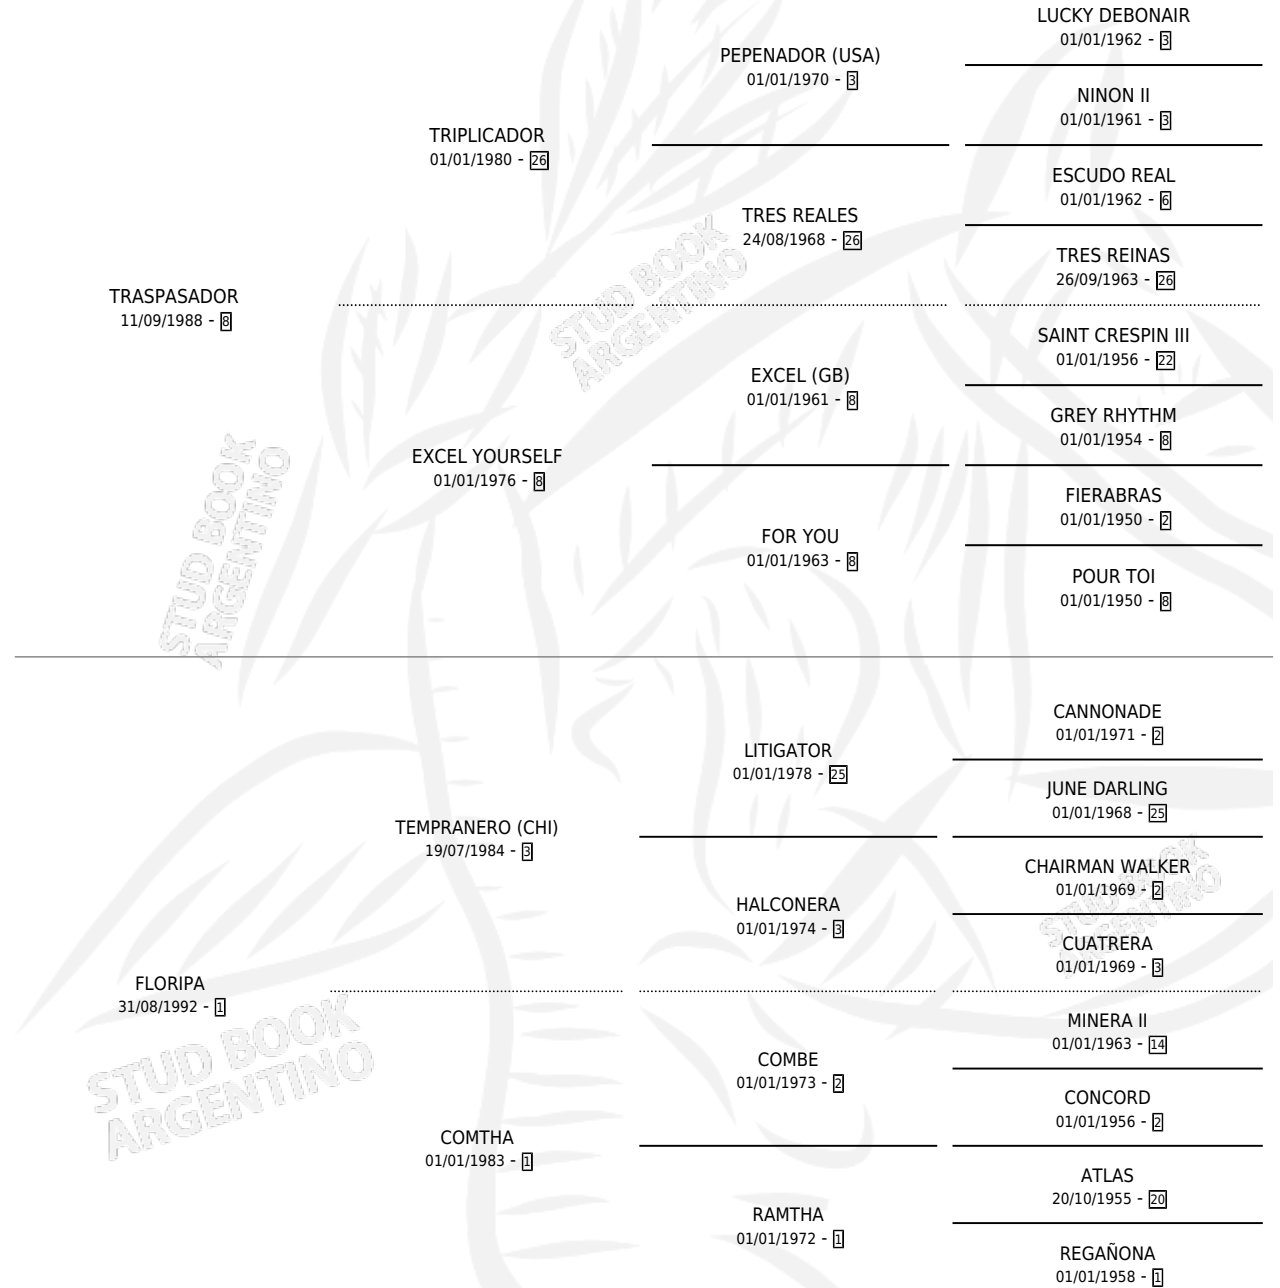 LUCKY DEBONAIR
01/01/1962 - 3
PEPENADOR (USA)
01/01/1970 - 3
NINON II
01/01/1961 - 3
TRIPLICADOR
01/01/1980 - 26
ESCUDO REAL
01/01/1962 - 6
TRES REALES
24/08/1968 - 26
TRES REINAS
26/09/1963 - 26
TRASPASADOR
11/09/1988 - 8
SAINT CRESPIN III
01/01/1956 - 22
EXCEL (GB)
01/01/1961 - 8
GREY RHYTHM
01/01/1954 - 8
EXCEL YOURSELF
01/01/1976 - 8
FIERABRAS
01/01/1950 - 2
FOR YOU
01/01/1963 - 8
POUR TOI
01/01/1950 - 8
STUD BOOK
ARGENTINO
STUD BOOK
ARGENTINO
CANNONADE
01/01/1971 - 2
LITIGATOR
01/01/1978 - 25
JUNE DARLING
01/01/1968 - 25
TEMPRANERO (CHI)
19/07/1984 - 3
CHAIRMAN WALKER
01/01/1969 - 2
HALCONERA
01/01/1974 - 3
CUATRERA
01/01/1969 - 3
FLORIPA
31/08/1992 - 1
MINERA II
01/01/1963 - 14
COMBE
01/01/1973 - 2
CONCORD
01/01/1956 - 2
COMTHA
01/01/1983 - 1
ATLAS
20/10/1955 - 20
RAMTHA
01/01/1972 - 1
REGAÑONA
01/01/1958 - 1
STUD BOOK
ARGENTINO
STUD BOOK
ARGENTINO